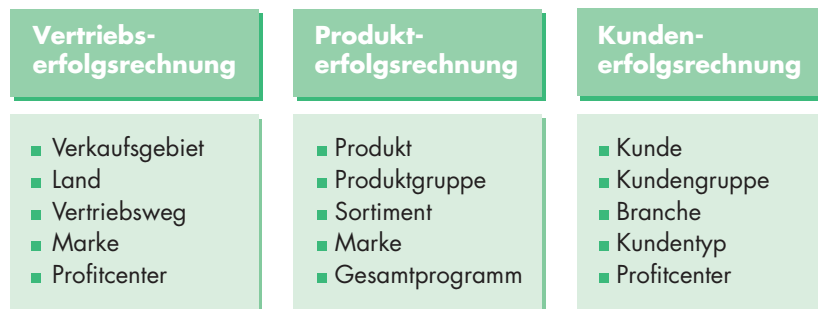 Vertriebs-
erfolgsrechnung
Verkaufsgebiet
Land
Vertriebsweg
Marke
Profitcenter
Produkt-
erfolgsrechnung
Produkt
Produktgruppe
Sortiment
Marke
Gesamtprogramm
Kunden-
erfolgsrechnung
Kunde
Kundengruppe
Branche
Kundentyp
Profitcenter